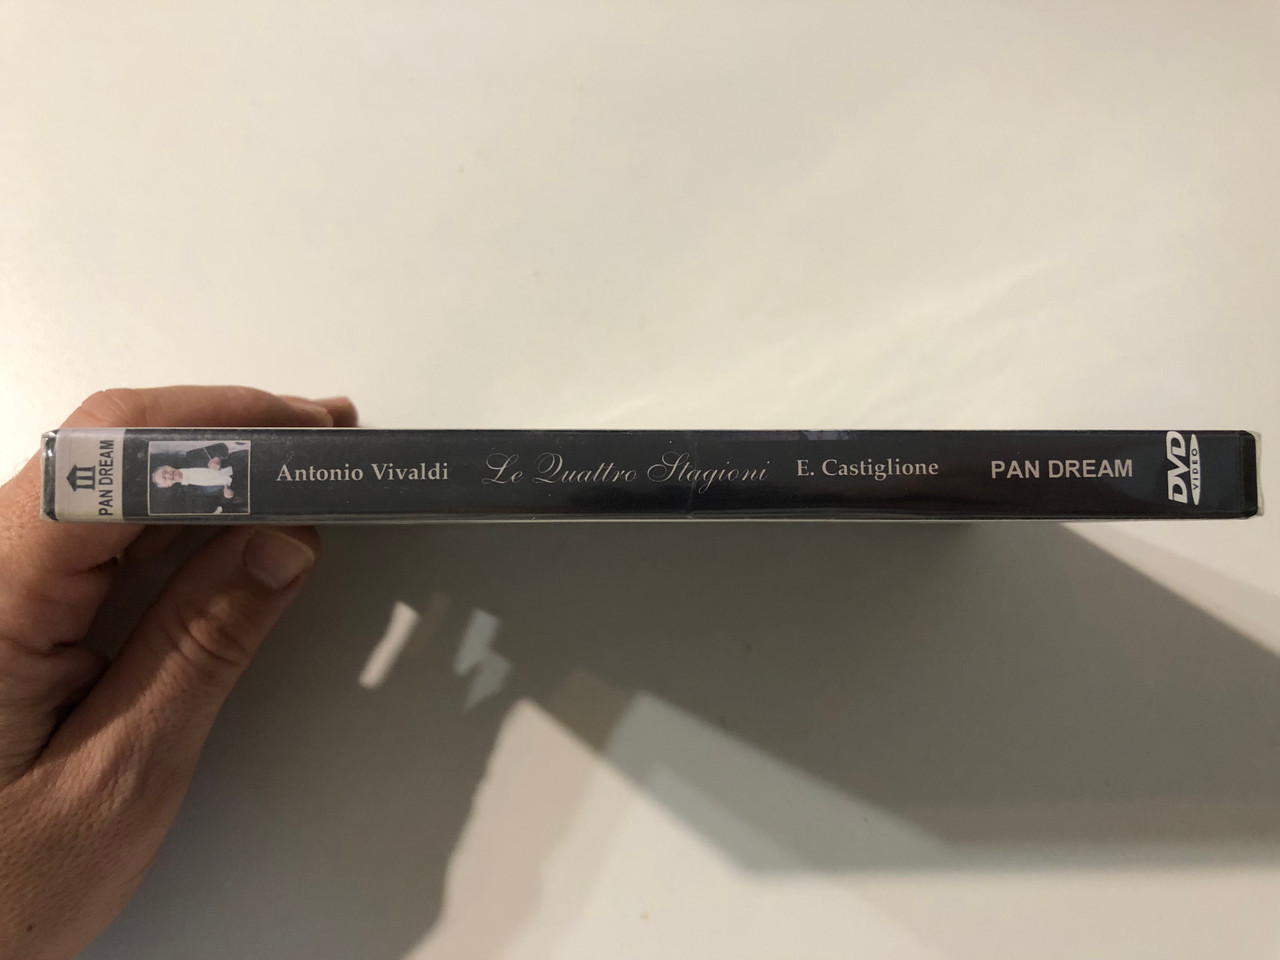 PAN DREAM
Antonio Vivaldi Le Quattro Stagioni E. Castiglione PAN DREAM DVD VIDEO